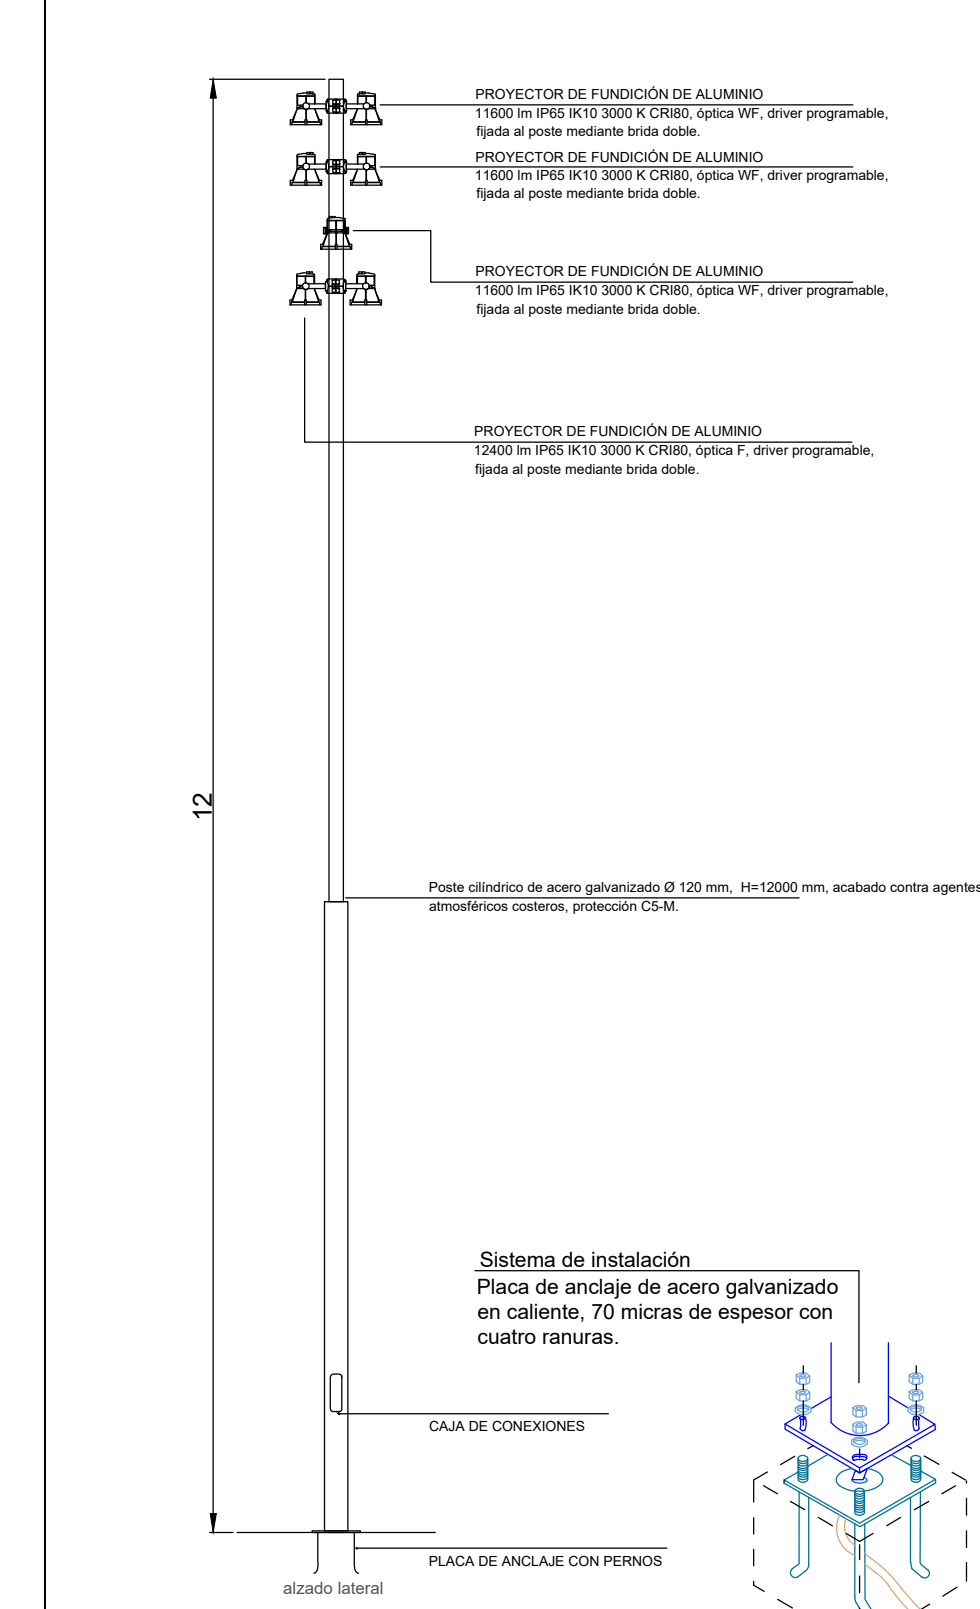 PROYECTOR DE FUNDICIÓN DE ALUMINIO
11600 lm IP65 IK10 3000 K CRI80, óptica WF, driver programable,
fijada al poste mediante brida doble.
PROYECTOR DE FUNDICIÓN DE ALUMINIO
11600 lm IP65 IK10 3000 K CRI80, óptica WF, driver programable,
fijada al poste mediante brida doble.
PROYECTOR DE FUNDICIÓN DE ALUMINIO
11600 lm IP65 IK10 3000 K CRI80, óptica WF, driver programable,
fijada al poste mediante brida doble.
PROYECTOR DE FUNDICIÓN DE ALUMINIO
12400 lm IP65 IK10 3000 K CRI80, óptica F, driver programable,
fijada al poste mediante brida doble.
12
Poste cilíndrico de acero galvanizado Ø 120 mm, H=12000 mm, acabado contra agentes
atmosféricos costeros, protección C5-M.
Sistema de instalación
Placa de anclaje de acero galvanizado
en caliente, 70 micras de espesor con
cuatro ranuras.
CAJA DE CONEXIONES
PLACA DE ANCLAJE CON PERNOS
alzado lateral